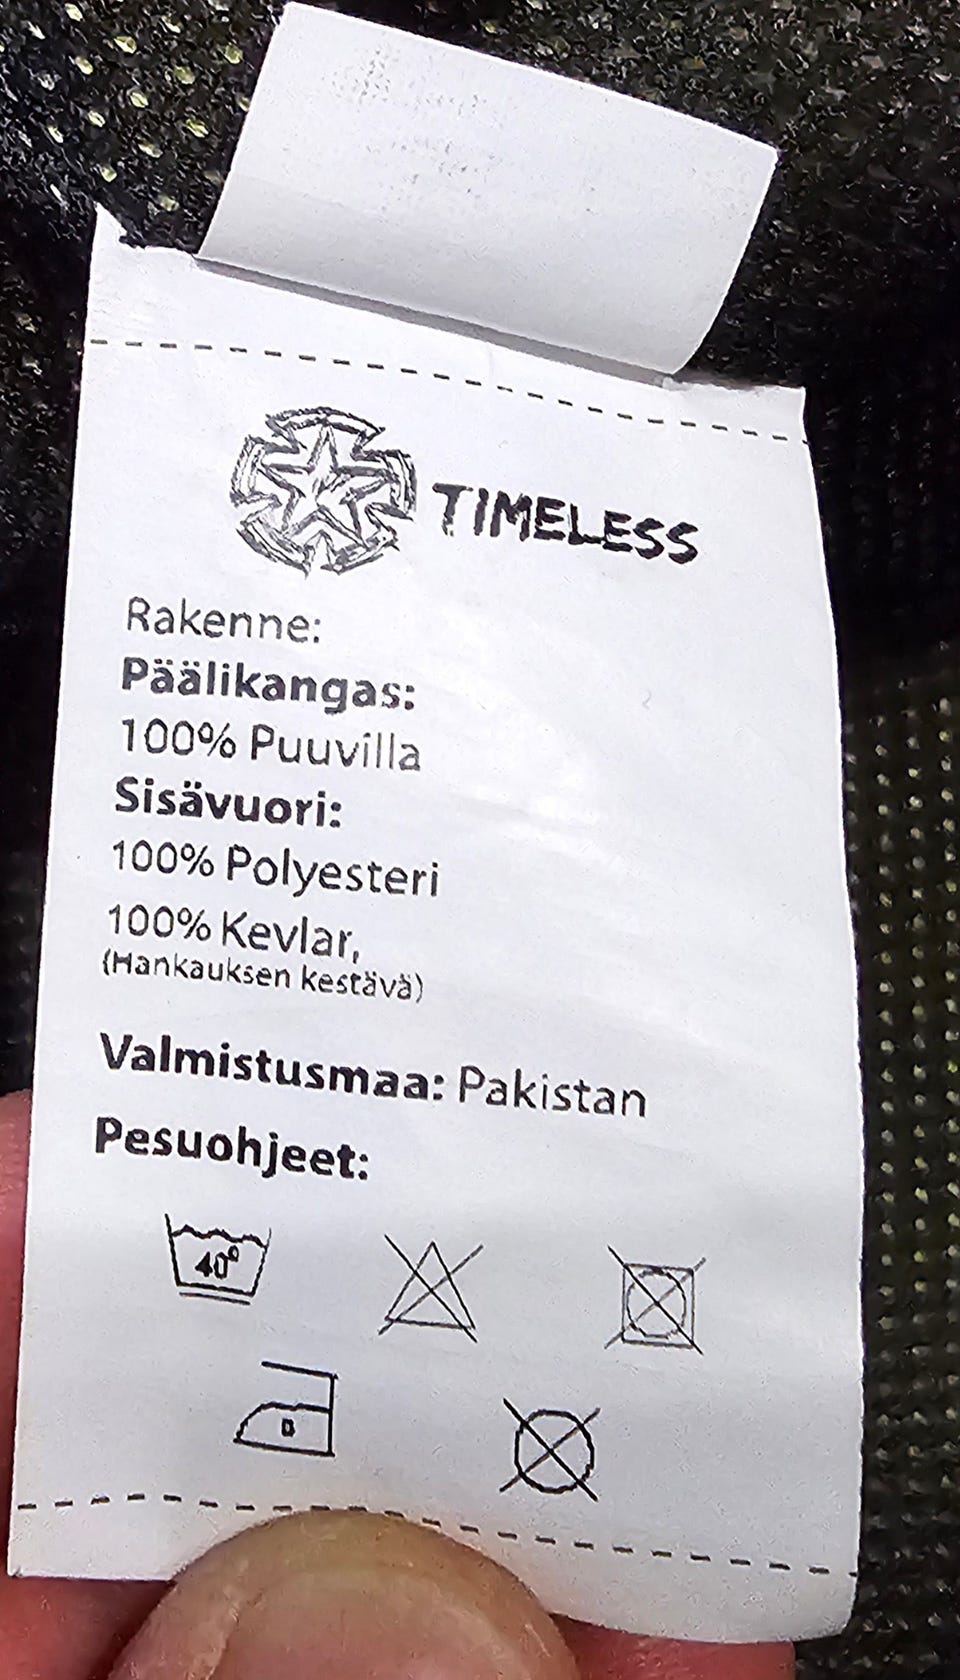 TIMELESS
Rakenne:
Päälikangas:
100% Puuvilla
Sisävuori:
100% Polyesteri
100% Kevlar,
(Hankauksen kestävä)
Valmistusmaa: Pakistan
Pesuohjeet:
40°